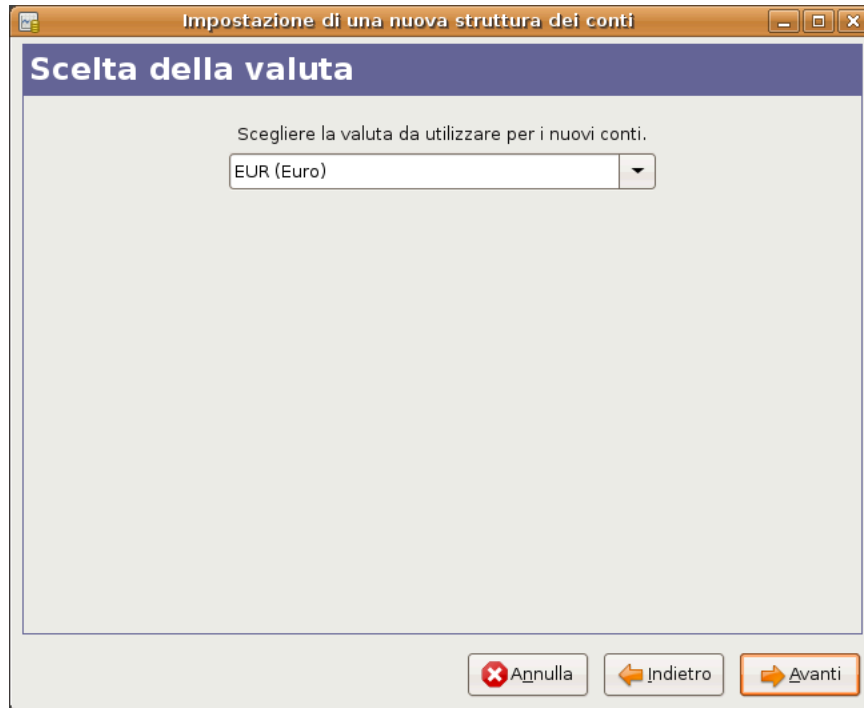 Impostazione di una nuova struttura dei conti
Scelta della valuta
Scegliere la valuta da utilizzare per i nuovi conti.
EUR (Euro)
Annulla
Indietro
Avanti